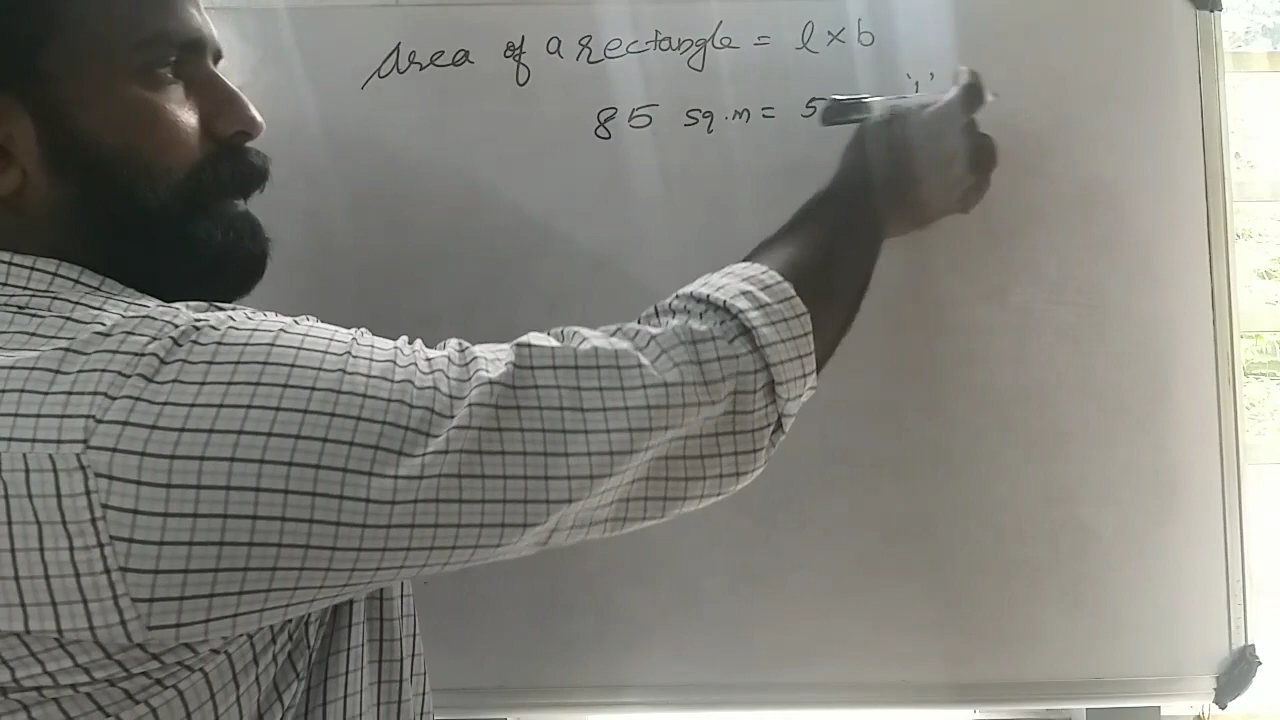 Area of a rectangle = l × b
85 sq.m = 5